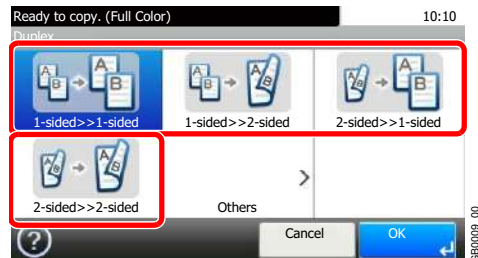 Ready to copy. (Full Color)
10:10
Duplex
1-sided>>1-sided
1-sided>>2-sided
2-sided>>1-sided
2-sided>>2-sided
Others
Cancel
OK